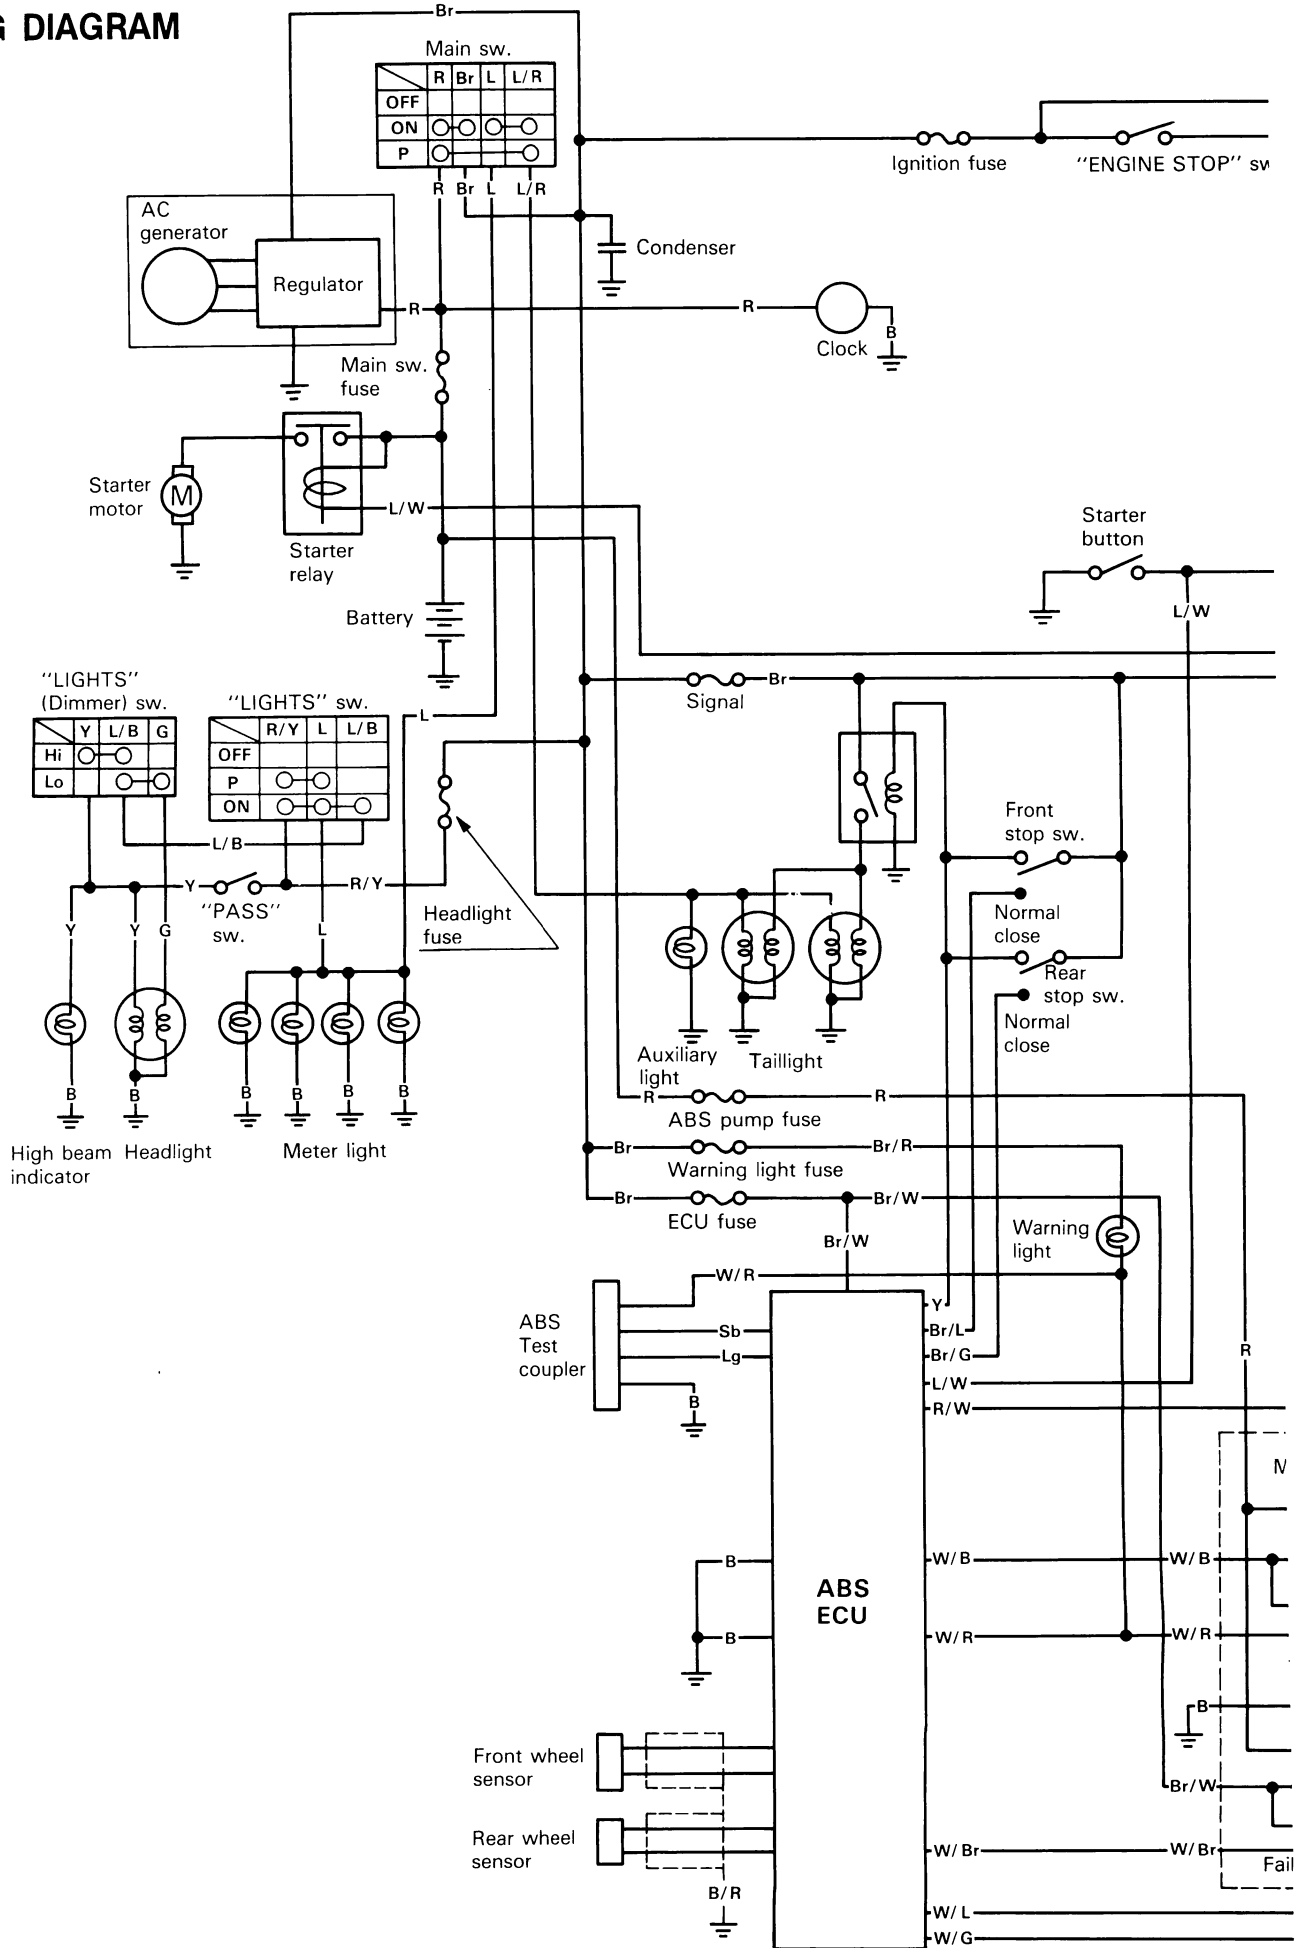 G DIAGRAM
Br
Main sw.
R Br L L/R
OFF
ON
P
R Br L L/R
Ignition fuse
"ENGINE STOP" sw
AC
generator
Regulator
Condenser
R
R
Clock
B
Main sw.
fuse
Starter
motor
M
L/W
Starter
relay
Starter
button
L/W
Battery
"LIGHTS"
(Dimmer) sw.
Y L/B G
Hi
Lo
"LIGHTS" sw.
R/Y L L/B
OFF
P
ON
L
Br
Signal
L/B
Y
R/Y
"PASS"
sw.
Headlight
fuse
Front
stop sw.
Normal
close
Rear
stop sw.
Normal
close
Y Y G L
B B B B B B
High beam
indicator
Headlight
Meter light
Auxiliary
light
Taillight
R
R
ABS pump fuse
Br
Br/R
Warning light fuse
Br
Br/W
ECU fuse
Br/W
Warning
light
W/R
ABS
Test
coupler
Sb
Lg
B
Y
Br/L
Br/G
L/W
R/W
R
B
B
ABS
ECU
W/B
W/B
W/R
W/R
B
Front wheel
sensor
Br/W
Rear wheel
sensor
W/Br
W/Br
Fail
B/R
W/L
W/G